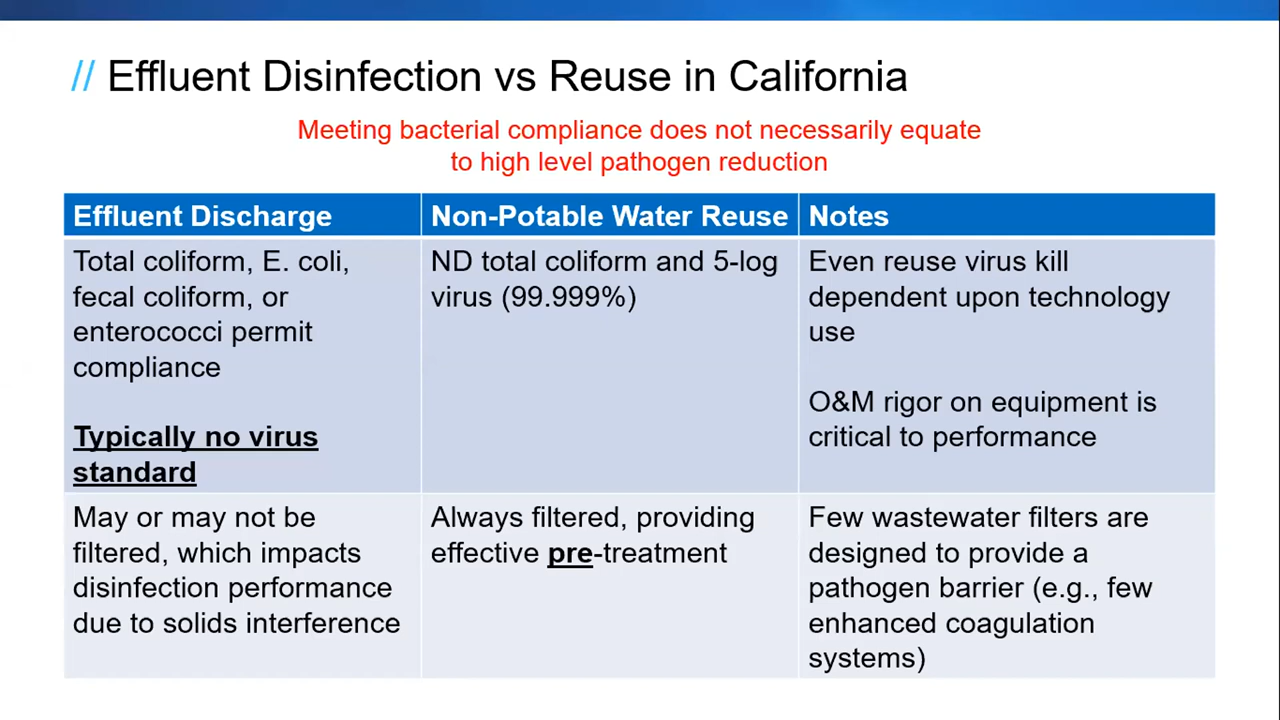 // Effluent Disinfection vs Reuse in California
Meeting bacterial compliance does not necessarily equate
to high level pathogen reduction
Effluent Discharge
Non-Potable Water Reuse
Notes
Total coliform, E. coli,
fecal coliform, or
enterococci permit
compliance
Typically no virus
standard
ND total coliform and 5-log
virus (99.999%)
Even reuse virus kill
dependent upon technology
use
O&M rigor on equipment is
critical to performance
May or may not be
filtered, which impacts
disinfection performance
due to solids interference
Always filtered, providing
effective pre-treatment
Few wastewater filters are
designed to provide a
pathogen barrier (e.g., few
enhanced coagulation
systems)